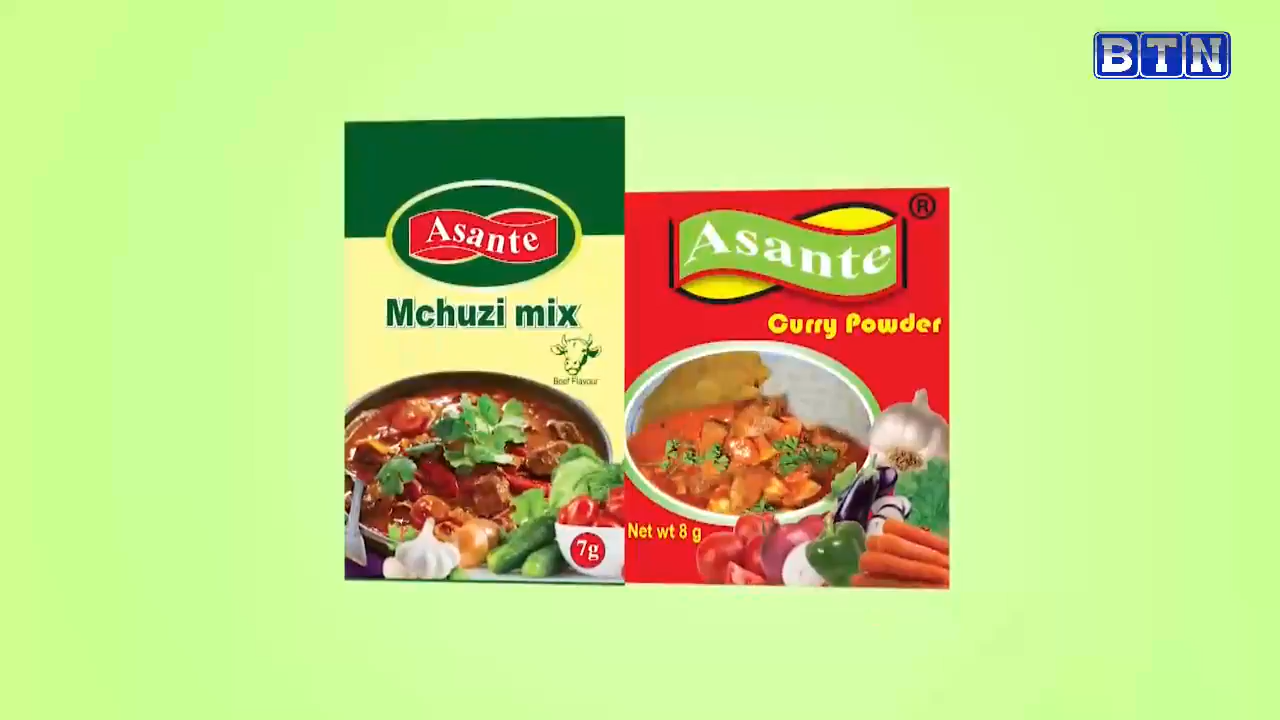 BTN
Asante
Mchuzi mix
Beef Flavour
7g
Asante
®
Curry Powder
Net wt 8 g